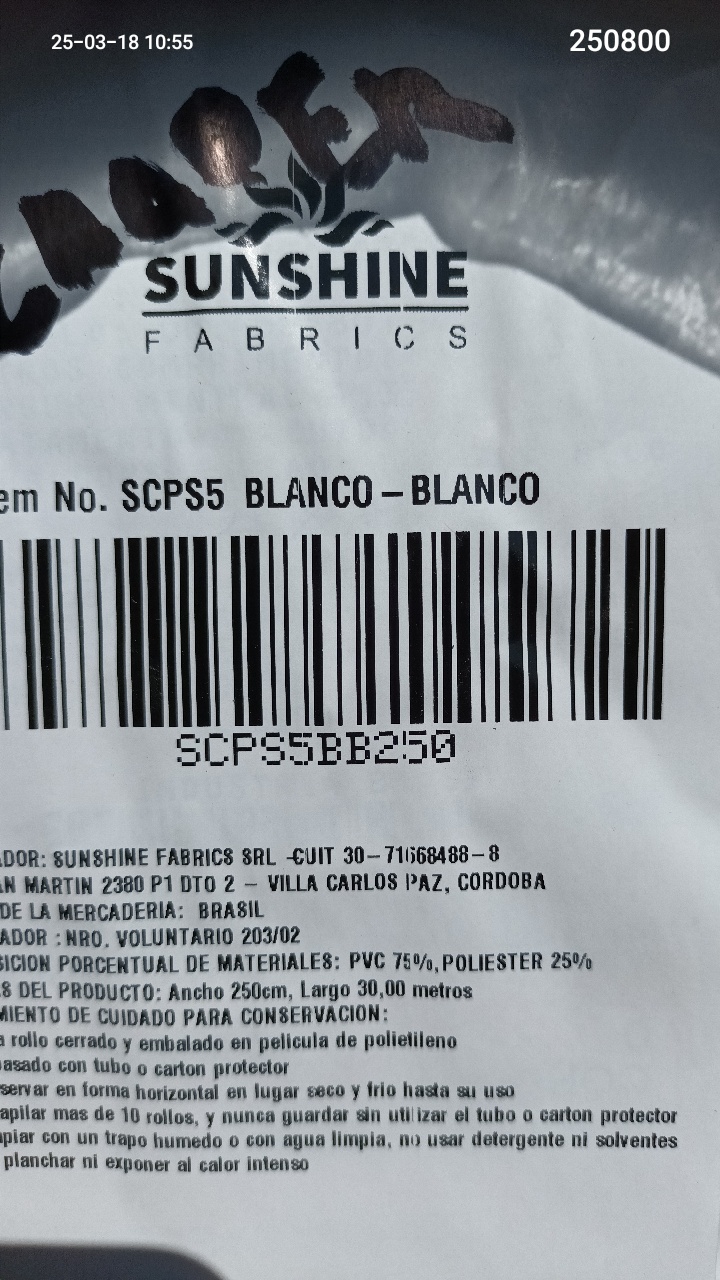 25-03-18 10:55
250800
SUNSHINE
FABRICS
em No. SCPS5 BLANCO-BLANCO
SCPS5BB250
ADOR: SUNSHINE FABRICS SRL -CUIT 30-71668488-8
N MARTIN 2380 P1 DTO 2 - VILLA CARLOS PAZ, CORDOBA
DE LA MERCADERIA: BRASIL
ADOR : NRO. VOLUNTARIO 203/02
SICION PORCENTUAL DE MATERIALES: PVC 75%, POLIESTER 25%
S DEL PRODUCTO: Ancho 250cm, Largo 30,00 metros
MIENTO DE CUIDADO PARA CONSERVACION:
a rollo cerrado y embalado en pelicula de polietileno
asado con tubo o carton protector
servar en forma horizontal en lugar seco y frio hasta su uso
apilar mas de 10 rollos, y nunca guardar sin utilizar el tubo o carton protector
piar con un trapo humedo o con agua limpia, no usar detergente ni solventes
planchar ni exponer al calor intenso